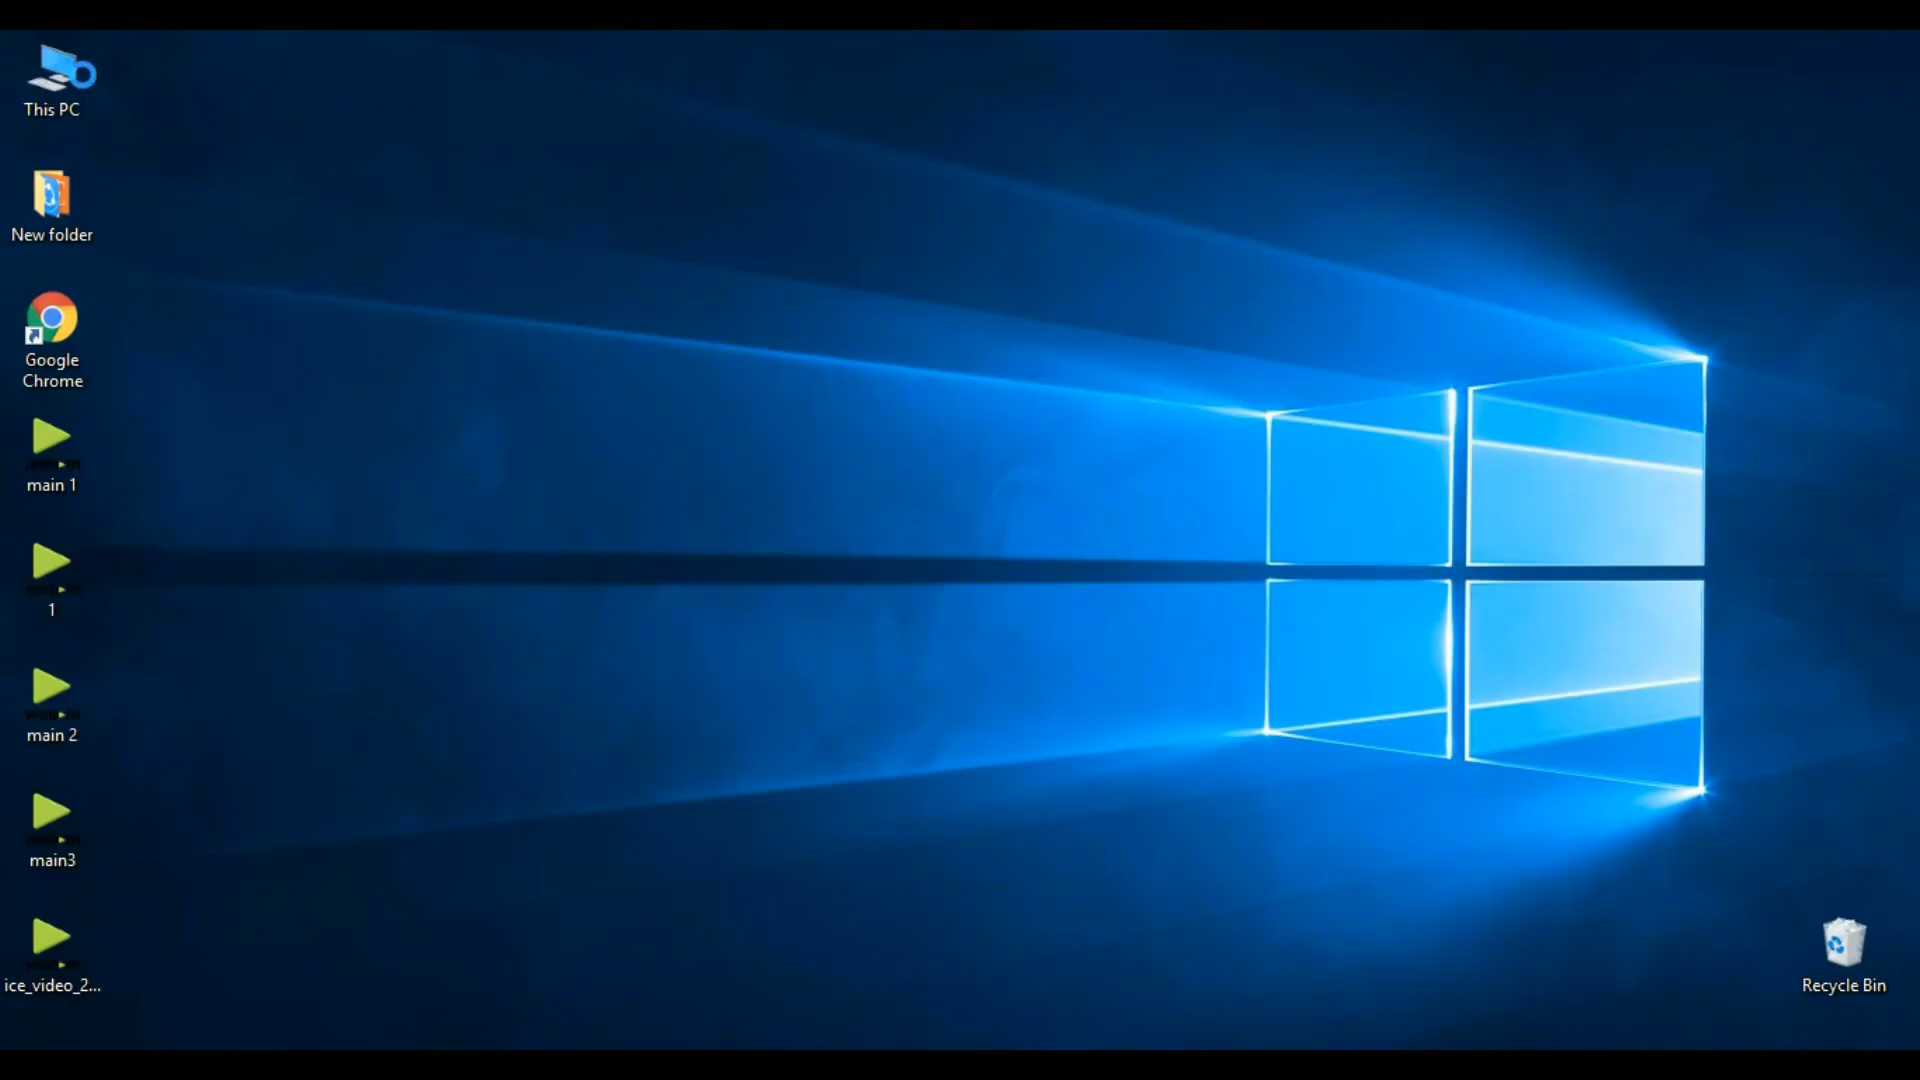 This PC
New folder
Google
Chrome
main 1
1
main 2
main3
ice_video_2...
Recycle Bin